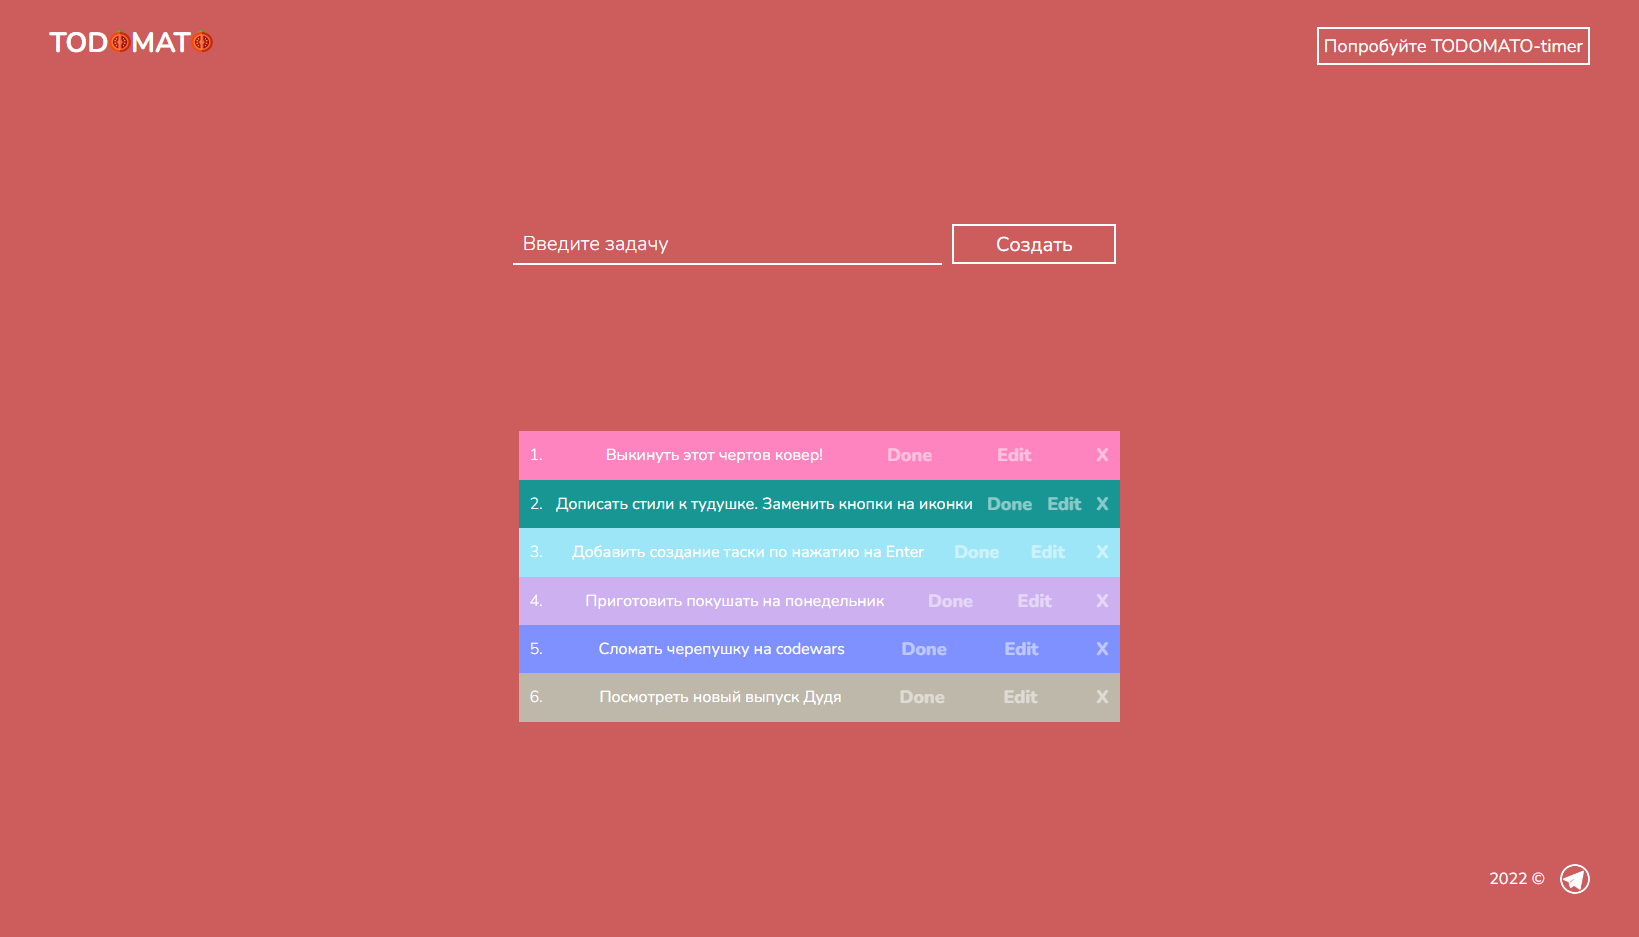 TODOMATO
Попробуйте TODOMATO-timer
Введите задачу
Создать
1. Выкинуть этот чертов ковер! Done Edit X
2. Дописать стили к тудушке. Заменить кнопки на иконки Done Edit X
3. Добавить создание таски по нажатию на Enter Done Edit X
4. Приготовить покушать на понедельник Done Edit X
5. Сломать черепушку на codewars Done Edit X
6. Посмотреть новый выпуск Дудя Done Edit X
2022 ©